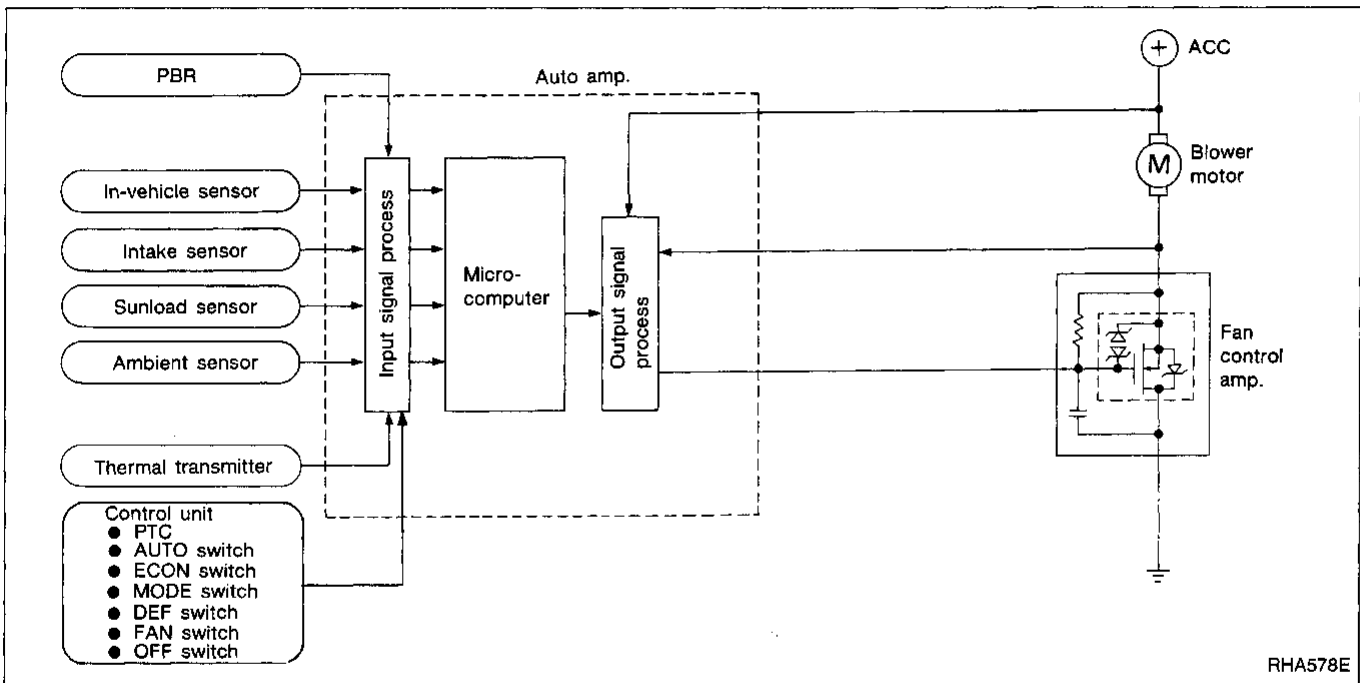 PBR
Auto amp.
ACC
In-vehicle sensor
Intake sensor
Sunload sensor
Ambient sensor
Thermal transmitter
Input signal process
Micro-
computer
Output signal
process
M
Blower
motor
Fan
control
amp.
Control unit
● PTC
● AUTO switch
● ECON switch
● MODE switch
● DEF switch
● FAN switch
● OFF switch
RHA578E